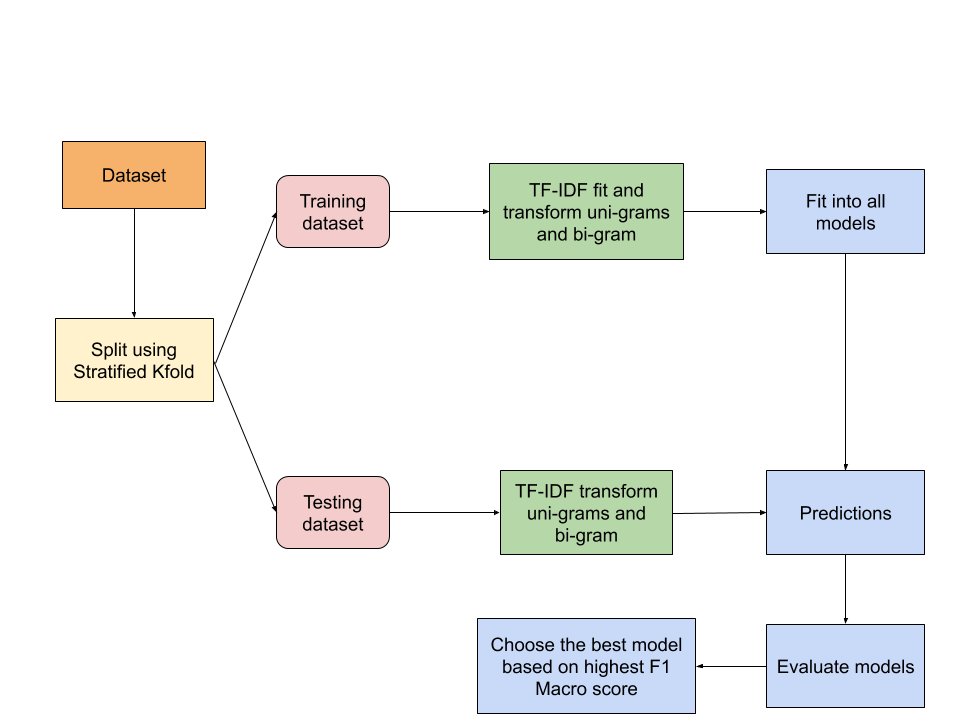 Dataset
Split using
Stratified Kfold
Training
dataset
TF-IDF fit and
transform uni-grams
and bi-gram
Fit into all
models
Testing
dataset
TF-IDF transform
uni-grams and
bi-gram
Predictions
Evaluate models
Choose the best model
based on highest F1
Macro score